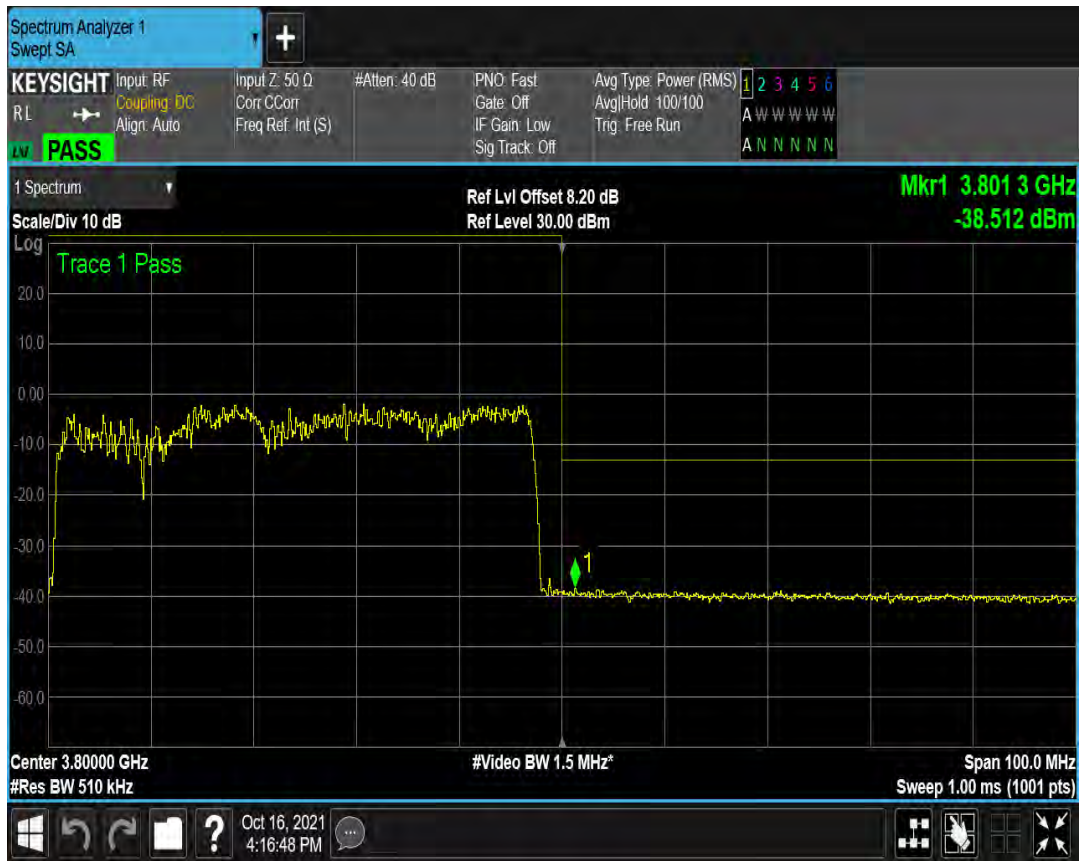 Spectrum Analyzer 1
Swept SA
+
KEYSIGHT Input: RF Input Z: 50 Ω #Atten: 40 dB PNO: Fast Avg Type: Power (RMS) 1 2 3 4 5 6
RL Coupling: DC Corr CCorr Gate: Off Avg|Hold: 100/100 A W W W W W
Align: Auto Freq Ref: Int (S) IF Gain: Low Trig: Free Run
PASS Sig Track: Off A N N N N N
1 Spectrum Ref Lvl Offset 8.20 dB Mkr1 3.801 3 GHz
Scale/Div 10 dB Ref Level 30.00 dBm -38.512 dBm
Log
Trace 1 Pass
20.0
10.0
0.00
-10.0
-20.0
-30.0
1
-40.0
-50.0
-60.0
Center 3.80000 GHz #Video BW 1.5 MHz* Span 100.0 MHz
#Res BW 510 kHz Sweep 1.00 ms (1001 pts)
? Oct 16, 2021
4:16:48 PM